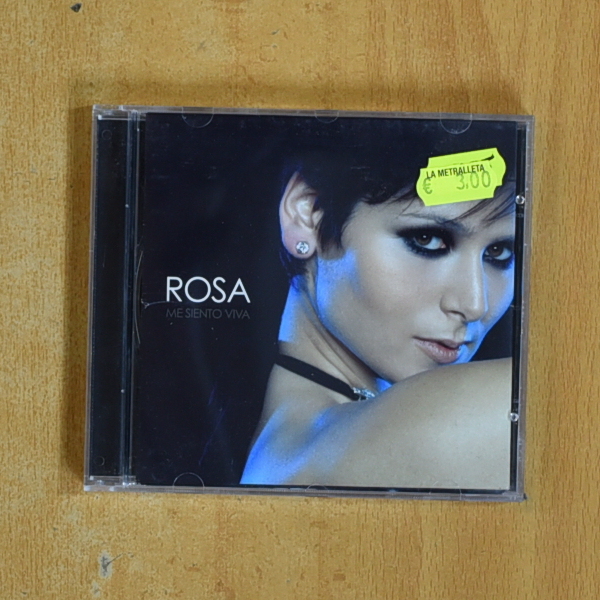 LA METRALLETA
€ 3,00
ROSA
ME SIENTO VIVA